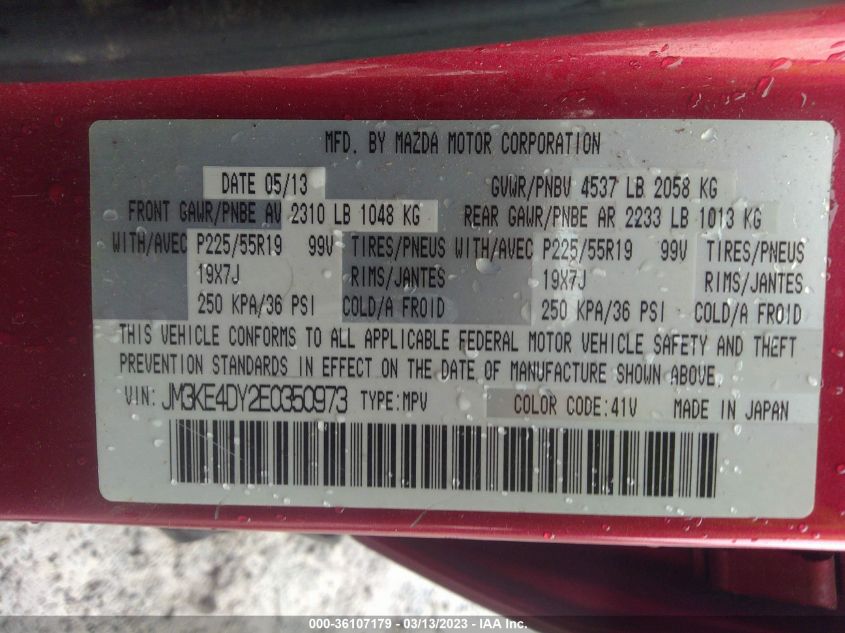 MFD. BY MAZDA MOTOR CORPORATION
DATE 05/13 GVWR/PNBV 4537 LB 2058 KG
FRONT GAWR/PNBE AV 2310 LB 1048 KG REAR GAWR/PNBE AR 2233 LB 1013 KG
WITH/AVEC P225/55R19 99V TIRES/PNEUS WITH/AVEC P225/55R19 99V TIRES/PNEUS
19X7J RIMS/JANTES 19X7J RIMS/JANTES
250 KPA/36 PSI COLD/A FROID 250 KPA/36 PSI COLD/A FROID
THIS VEHICLE CONFORMS TO ALL APPLICABLE FEDERAL MOTOR VEHICLE SAFETY AND THEFT
PREVENTION STANDARDS IN EFFECT ON THE DATE OF MANUFACTURE SHOWN ABOVE.
VIN: JM3KE4DY2E0350973 TYPE:MPV COLOR CODE:41V MADE IN JAPAN
000-36107179 - 03/13/2023 - IAA Inc.